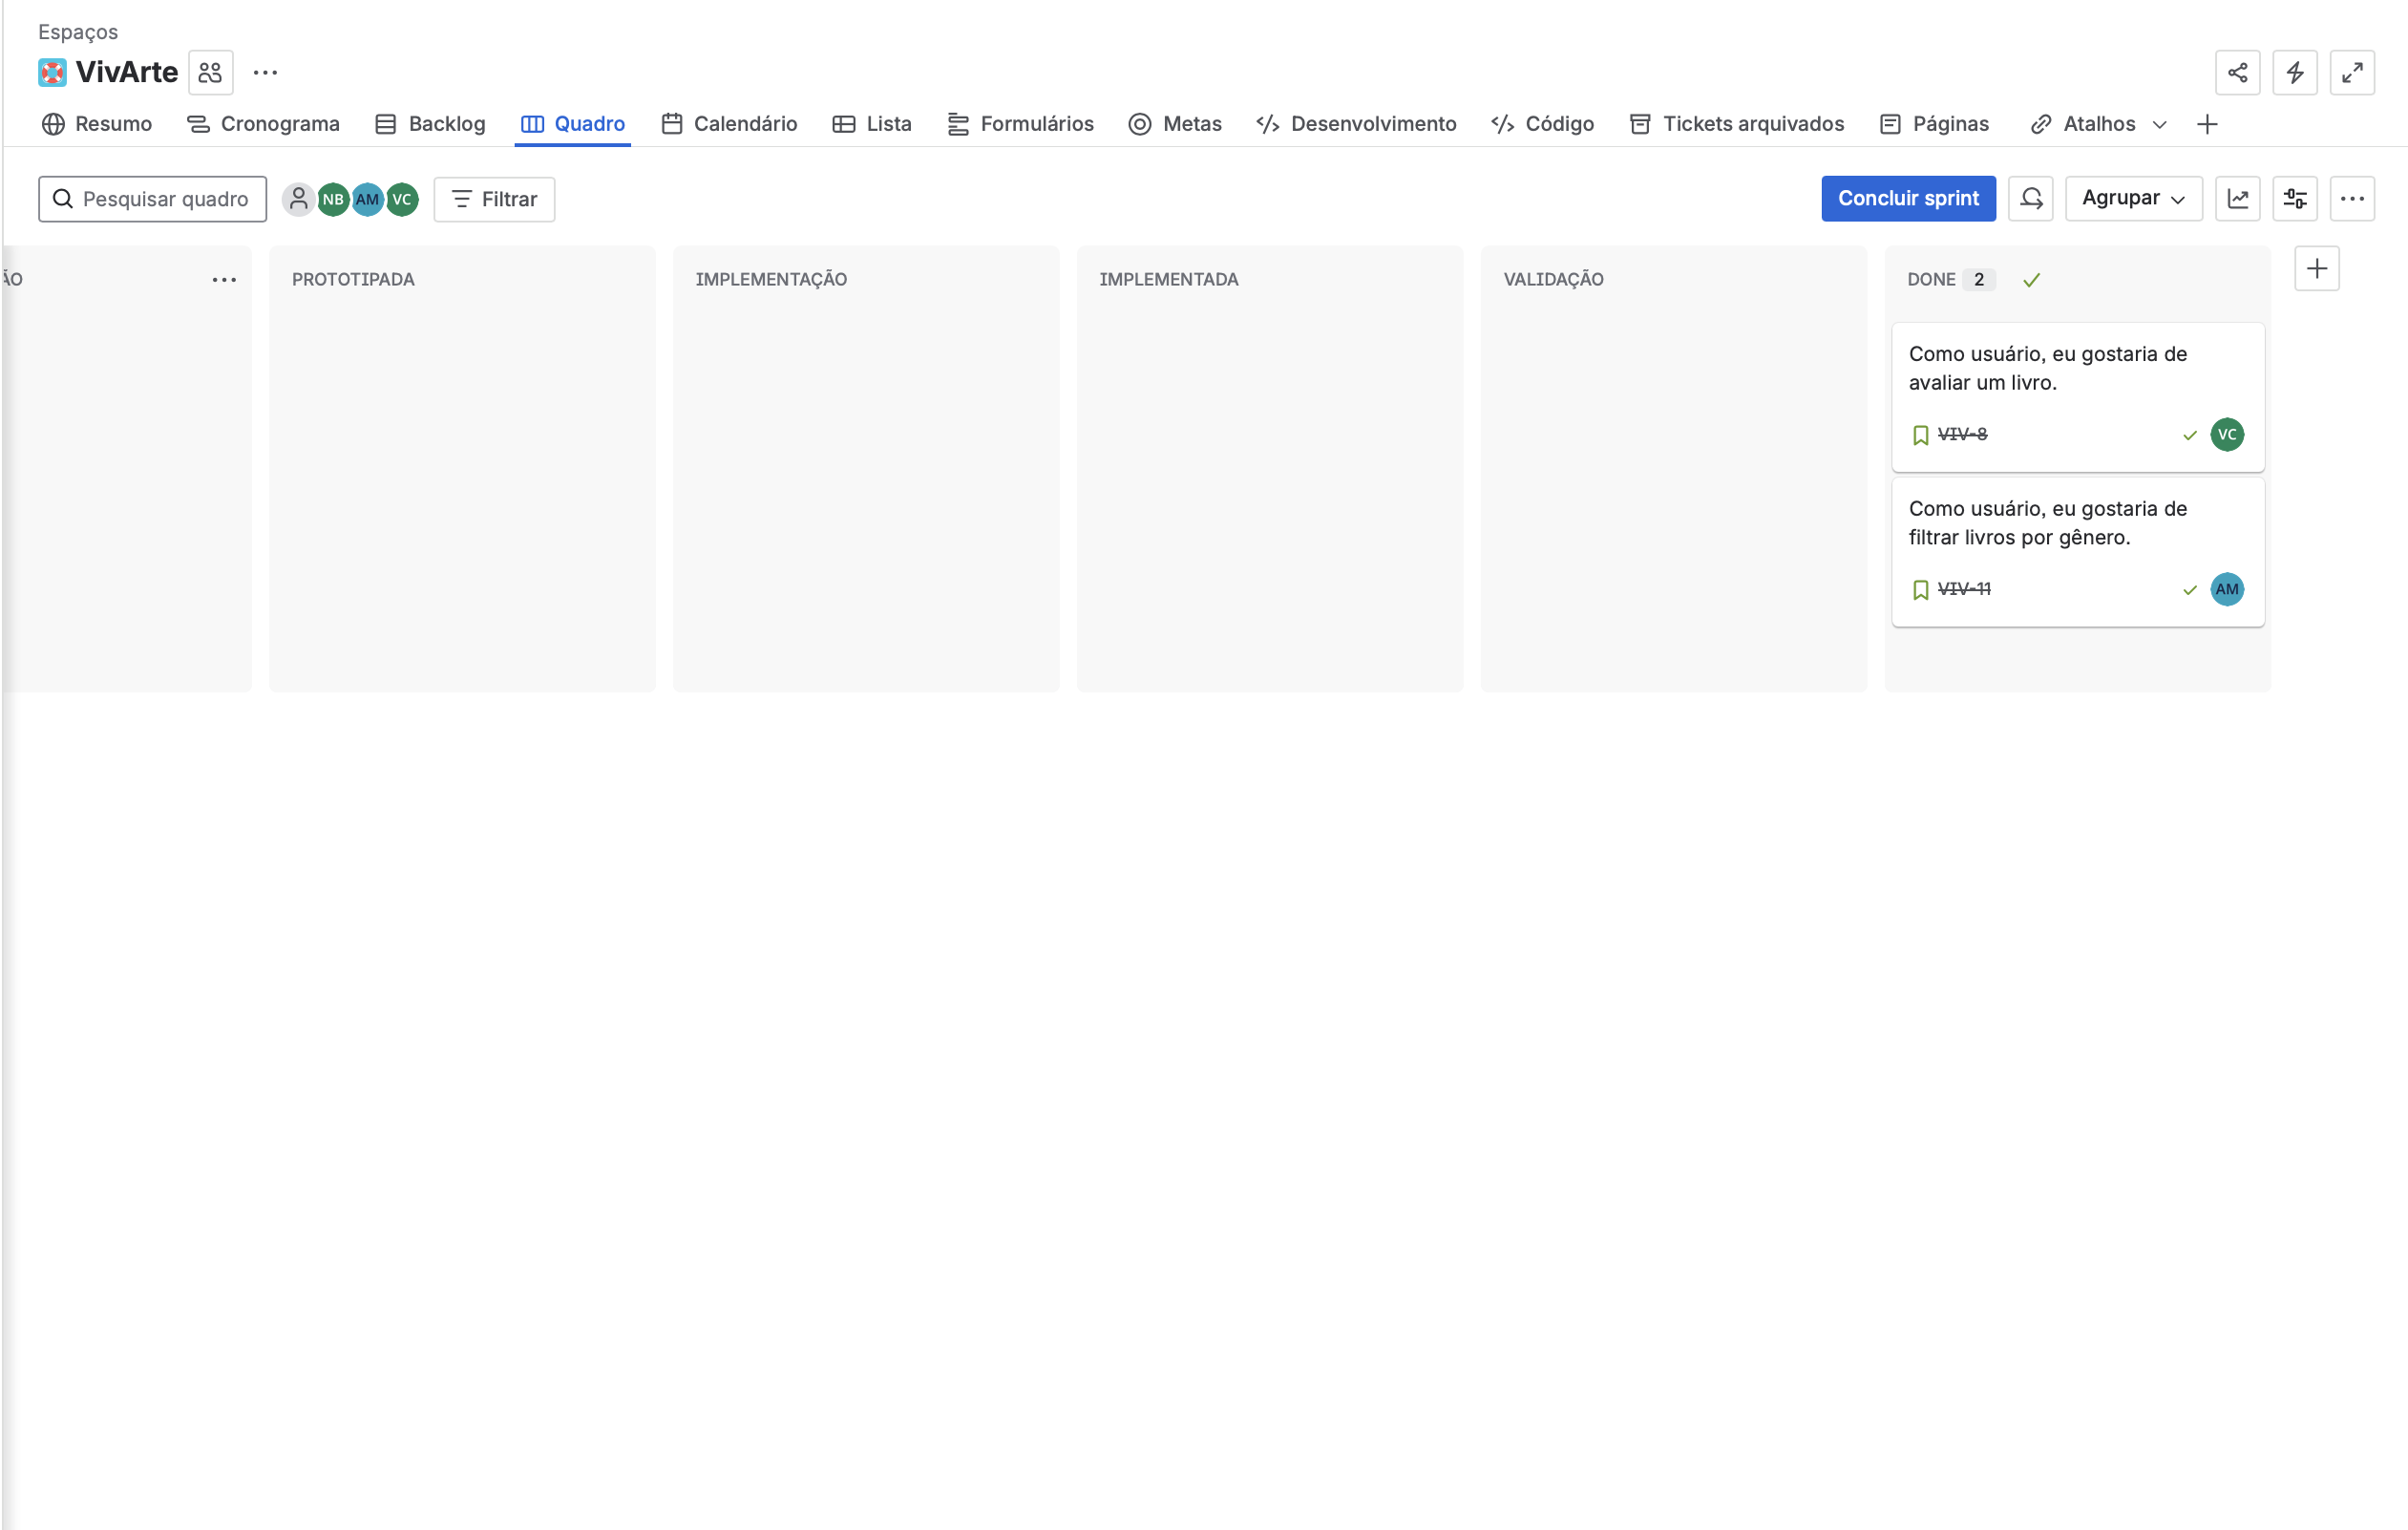 Espaços
VivArte
Resumo Cronograma Backlog Quadro Calendário Lista Formulários Metas Desenvolvimento Código Tickets arquivados Páginas Atalhos
Pesquisar quadro NB AM VC Filtrar Concluir sprint Agrupar
ÃO PROTOTIPADA IMPLEMENTAÇÃO IMPLEMENTADA VALIDAÇÃO DONE 2
Como usuário, eu gostaria de
avaliar um livro.
VIV-8 VC
Como usuário, eu gostaria de
filtrar livros por gênero.
VIV-11 AM